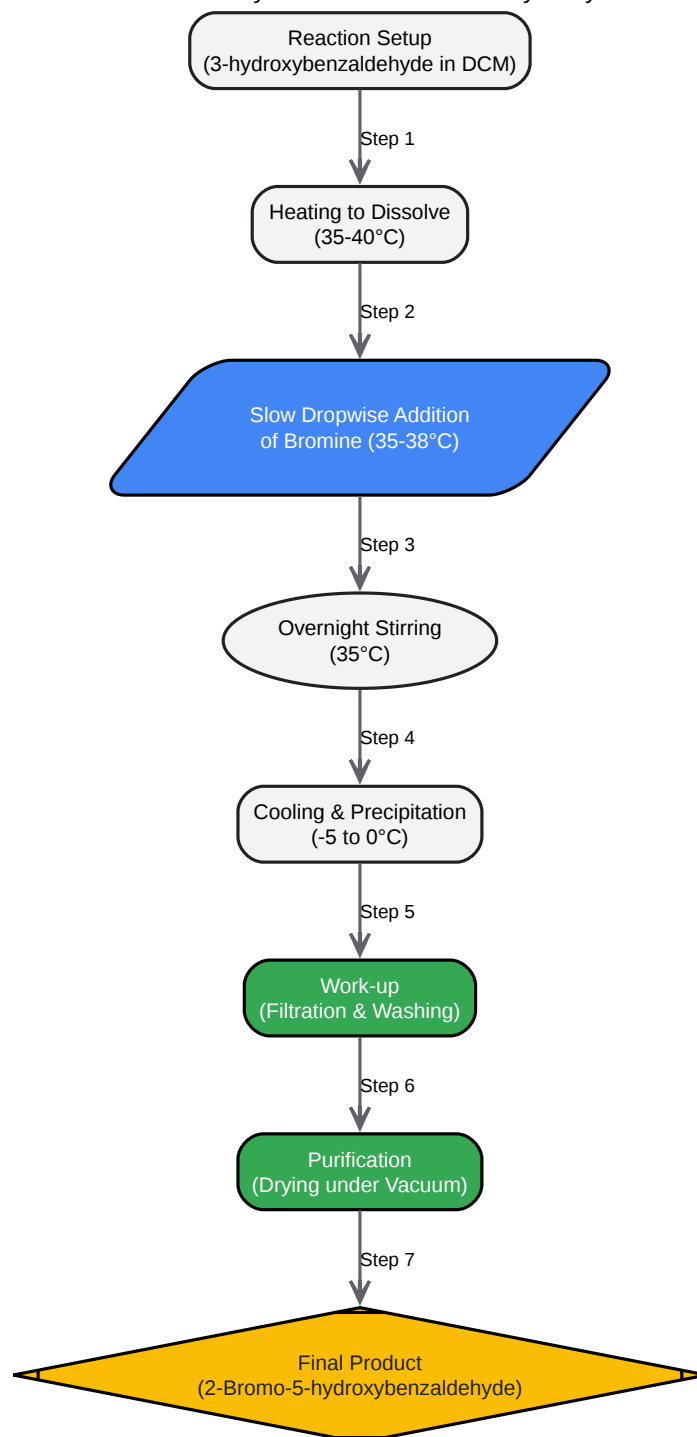 Reaction Setup
(3-hydroxybenzaldehyde in DCM)
Step 1
Heating to Dissolve
(35-40°C)
Step 2
Slow Dropwise Addition
of Bromine (35-38°C)
Step 3
Overnight Stirring
(35°C)
Step 4
Cooling & Precipitation
(-5 to 0°C)
Step 5
Work-up
(Filtration & Washing)
Step 6
Purification
(Drying under Vacuum)
Step 7
Final Product
(2-Bromo-5-hydroxybenzaldehyde)